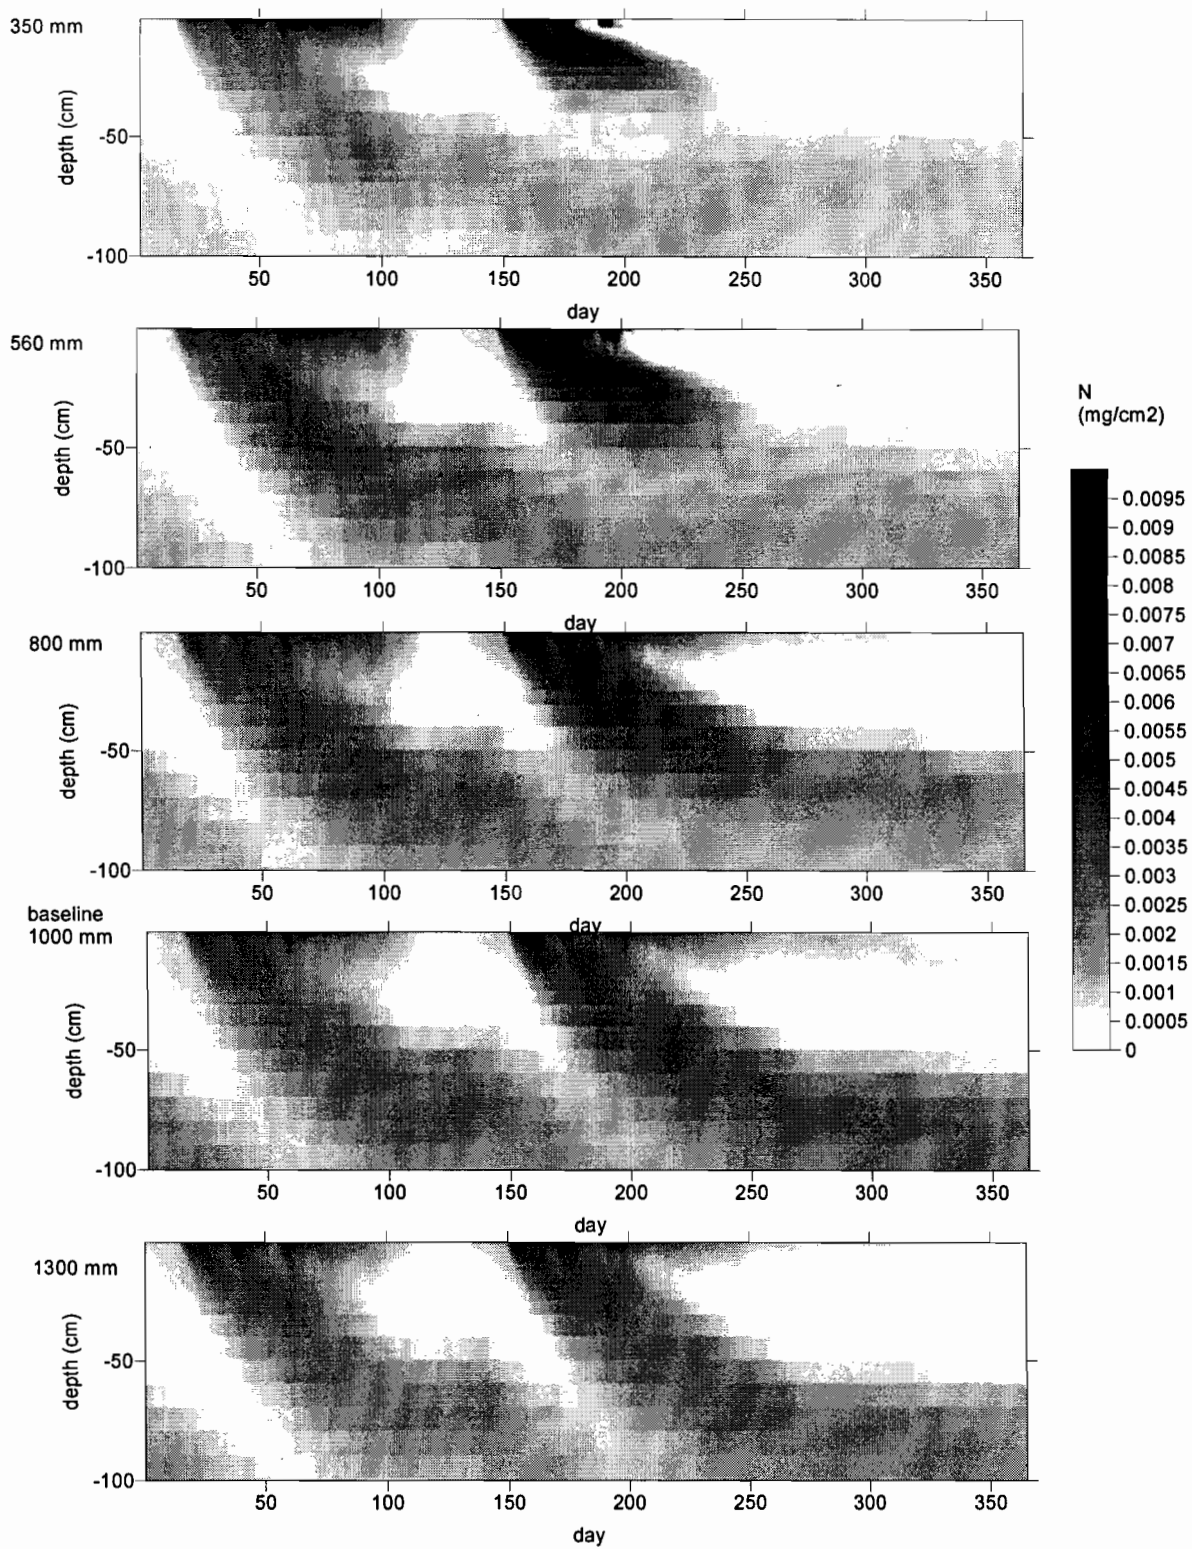 350 mm
depth (cm)
-50
-100
50 100 150 200 250 300 350
day
560 mm
depth (cm)
-50
-100
50 100 150 200 250 300 350
day
800 mm
depth (cm)
-50
-100
50 100 150 200 250 300 350
day
baseline
1000 mm
depth (cm)
-50
-100
50 100 150 200 250 300 350
day
1300 mm
depth (cm)
-50
-100
50 100 150 200 250 300 350
day
N
(mg/cm2)
0.0095
0.009
0.0085
0.008
0.0075
0.007
0.0065
0.006
0.0055
0.005
0.0045
0.004
0.0035
0.003
0.0025
0.002
0.0015
0.001
0.0005
0